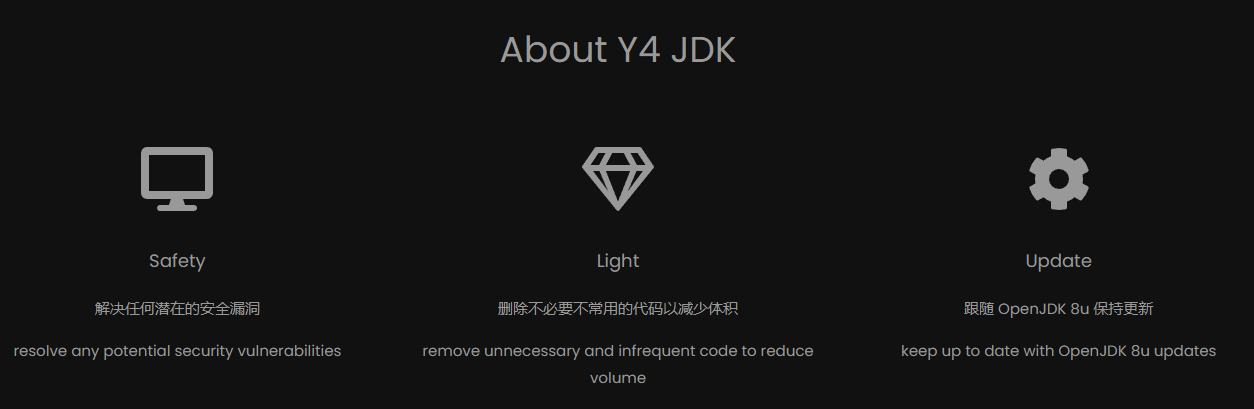 About Y4 JDK
Safety
解决任何潜在的安全漏洞
resolve any potential security vulnerabilities
Light
删除不必要不常用的代码以减少体积
remove unnecessary and infrequent code to reduce
volume
Update
跟随 OpenJDK 8u 保持更新
keep up to date with OpenJDK 8u updates